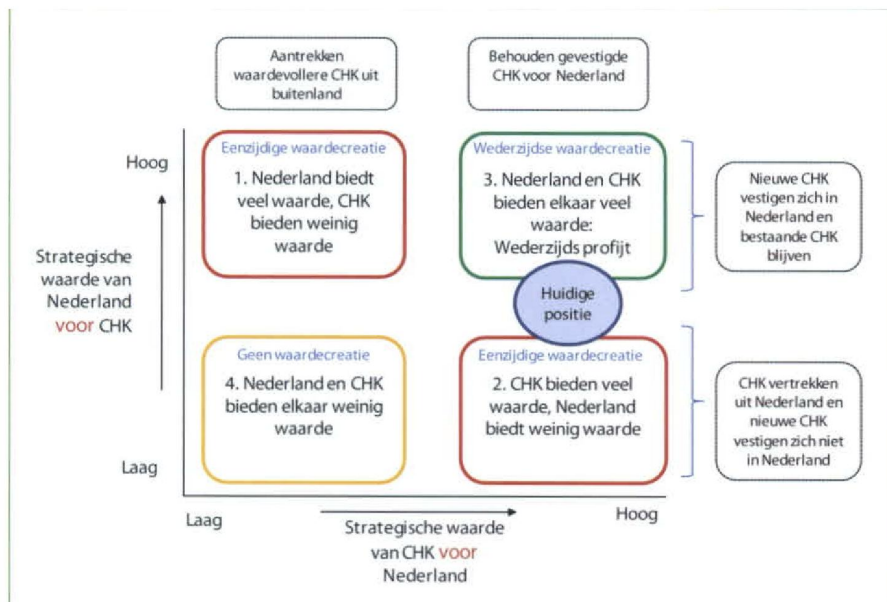 Aantrekken
waardevollere CHK uit
buitenland
Behouden gevestigde
CHK voor Nederland
Hoog
Eenzijdige waardecreatie
1. Nederland biedt
veel waarde, CHK
bieden weinig
waarde
Wederzijdse waardecreatie
3. Nederland en CHK
bieden elkaar veel
waarde:
Wederzijds profijt
Nieuwe CHK
vestigen zich in
Nederland en
bestaande CHK
blijven
Strategische
waarde van
Nederland
voor CHK
Huidige
positie
Geen waardecreatie
4. Nederland en CHK
bieden elkaar weinig
waarde
Eenzijdige waardecreatie
2. CHK bieden veel
waarde, Nederland
biedt weinig waarde
CHK vertrekken
uit Nederland en
nieuwe CHK
vestigen zich niet
in Nederland
Laag
Laag
Hoog
Strategische waarde
van CHK voor
Nederland